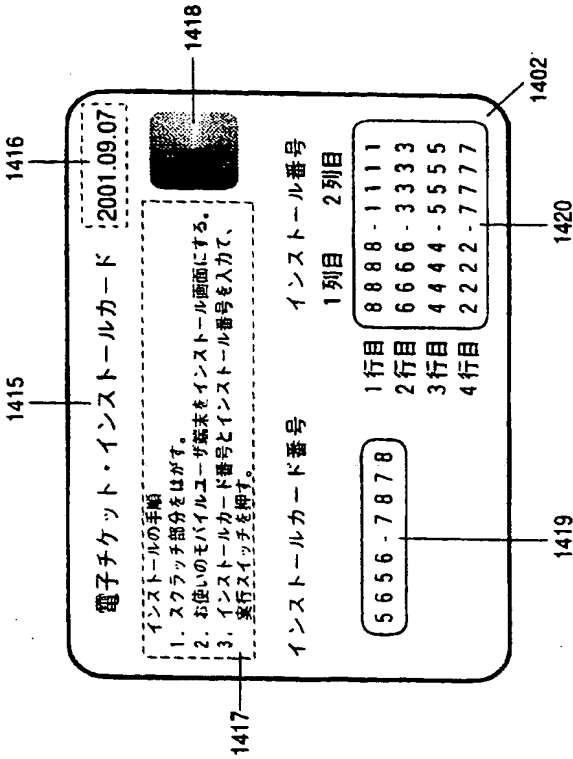 1415
1416
電子チケット・インストールカード
2001.09.07
1418
1417
インストールの手順
1. スクラッチ部分をはがす。
2. お使いのモバイルユーザ端末をインストール画面にする。
3. インストールカード番号とインストール番号を入力て、
実行スイッチを押す。
インストールカード番号
インストール番号
1列目 2列目
5656-7878
1行目 8888-1111
2行目 6666-3333
3行目 4444-5555
4行目 2222-7777
1419
1420
1402